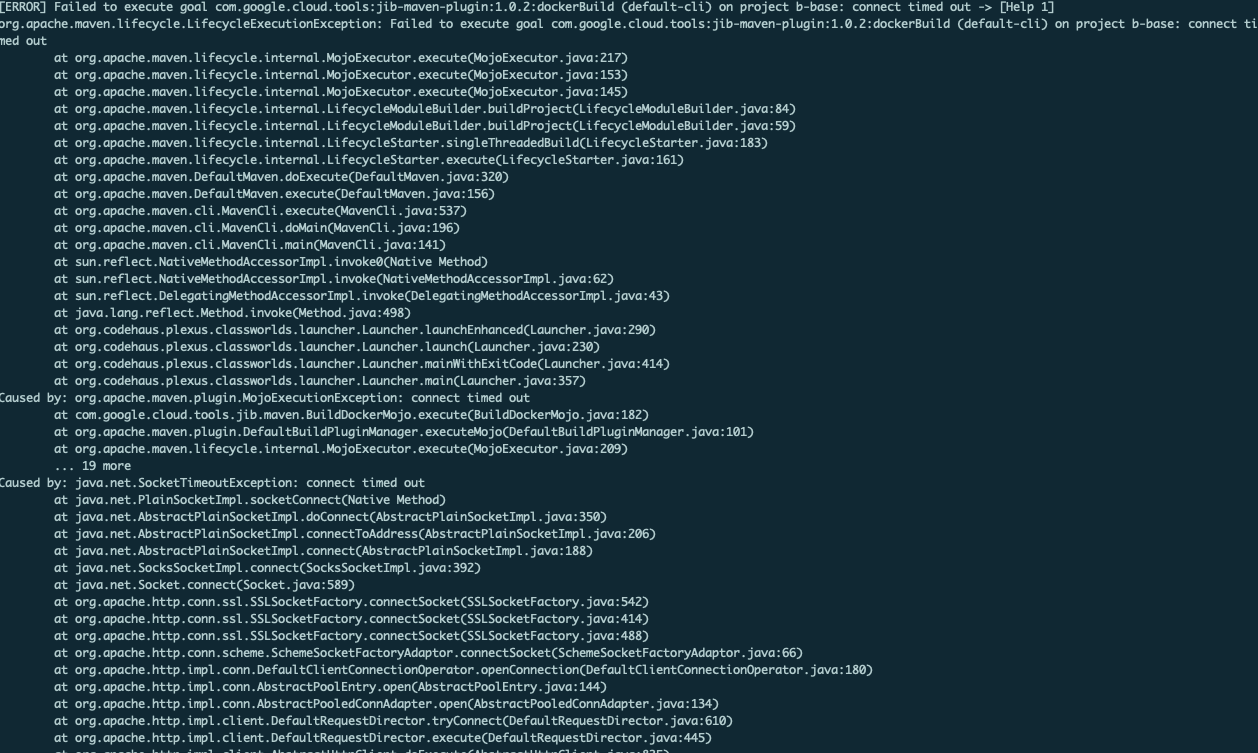 [ERROR] Failed to execute goal com.google.cloud.tools:jib-maven-plugin:1.0.2:dockerBuild (default-cli) on project b-base: connect timed out -> [Help 1]
org.apache.maven.lifecycle.LifecycleExecutionException: Failed to execute goal com.google.cloud.tools:jib-maven-plugin:1.0.2:dockerBuild (default-cli) on project b-base: connect ti
med out
at org.apache.maven.lifecycle.internal.MojoExecutor.execute(MojoExecutor.java:217)
at org.apache.maven.lifecycle.internal.MojoExecutor.execute(MojoExecutor.java:153)
at org.apache.maven.lifecycle.internal.MojoExecutor.execute(MojoExecutor.java:145)
at org.apache.maven.lifecycle.internal.LifecycleModuleBuilder.buildProject(LifecycleModuleBuilder.java:84)
at org.apache.maven.lifecycle.internal.LifecycleModuleBuilder.buildProject(LifecycleModuleBuilder.java:59)
at org.apache.maven.lifecycle.internal.LifecycleStarter.singleThreadedBuild(LifecycleStarter.java:183)
at org.apache.maven.lifecycle.internal.LifecycleStarter.execute(LifecycleStarter.java:161)
at org.apache.maven.DefaultMaven.doExecute(DefaultMaven.java:320)
at org.apache.maven.DefaultMaven.execute(DefaultMaven.java:156)
at org.apache.maven.cli.MavenCli.execute(MavenCli.java:537)
at org.apache.maven.cli.MavenCli.doMain(MavenCli.java:196)
at org.apache.maven.cli.MavenCli.main(MavenCli.java:141)
at sun.reflect.NativeMethodAccessorImpl.invoke0(Native Method)
at sun.reflect.NativeMethodAccessorImpl.invoke(NativeMethodAccessorImpl.java:62)
at sun.reflect.DelegatingMethodAccessorImpl.invoke(DelegatingMethodAccessorImpl.java:43)
at java.lang.reflect.Method.invoke(Method.java:498)
at org.codehaus.plexus.classworlds.launcher.Launcher.launchEnhanced(Launcher.java:290)
at org.codehaus.plexus.classworlds.launcher.Launcher.launch(Launcher.java:230)
at org.codehaus.plexus.classworlds.launcher.Launcher.mainWithExitCode(Launcher.java:414)
at org.codehaus.plexus.classworlds.launcher.Launcher.main(Launcher.java:357)
Caused by: org.apache.maven.plugin.MojoExecutionException: connect timed out
at com.google.cloud.tools.jib.maven.BuildDockerMojo.execute(BuildDockerMojo.java:182)
at org.apache.maven.plugin.DefaultBuildPluginManager.executeMojo(DefaultBuildPluginManager.java:101)
at org.apache.maven.lifecycle.internal.MojoExecutor.execute(MojoExecutor.java:209)
... 19 more
Caused by: java.net.SocketTimeoutException: connect timed out
at java.net.PlainSocketImpl.socketConnect(Native Method)
at java.net.AbstractPlainSocketImpl.doConnect(AbstractPlainSocketImpl.java:350)
at java.net.AbstractPlainSocketImpl.connectToAddress(AbstractPlainSocketImpl.java:206)
at java.net.AbstractPlainSocketImpl.connect(AbstractPlainSocketImpl.java:188)
at java.net.SocksSocketImpl.connect(SocksSocketImpl.java:392)
at java.net.Socket.connect(Socket.java:589)
at org.apache.http.conn.ssl.SSLSocketFactory.connectSocket(SSLSocketFactory.java:542)
at org.apache.http.conn.ssl.SSLSocketFactory.connectSocket(SSLSocketFactory.java:414)
at org.apache.http.conn.ssl.SSLSocketFactory.connectSocket(SSLSocketFactory.java:488)
at org.apache.http.conn.scheme.SchemeSocketFactoryAdaptor.connectSocket(SchemeSocketFactoryAdaptor.java:66)
at org.apache.http.impl.conn.DefaultClientConnectionOperator.openConnection(DefaultClientConnectionOperator.java:180)
at org.apache.http.impl.conn.AbstractPoolEntry.open(AbstractPoolEntry.java:144)
at org.apache.http.impl.conn.AbstractPooledConnAdapter.open(AbstractPooledConnAdapter.java:134)
at org.apache.http.impl.client.DefaultRequestDirector.tryConnect(DefaultRequestDirector.java:610)
at org.apache.http.impl.client.DefaultRequestDirector.execute(DefaultRequestDirector.java:445)